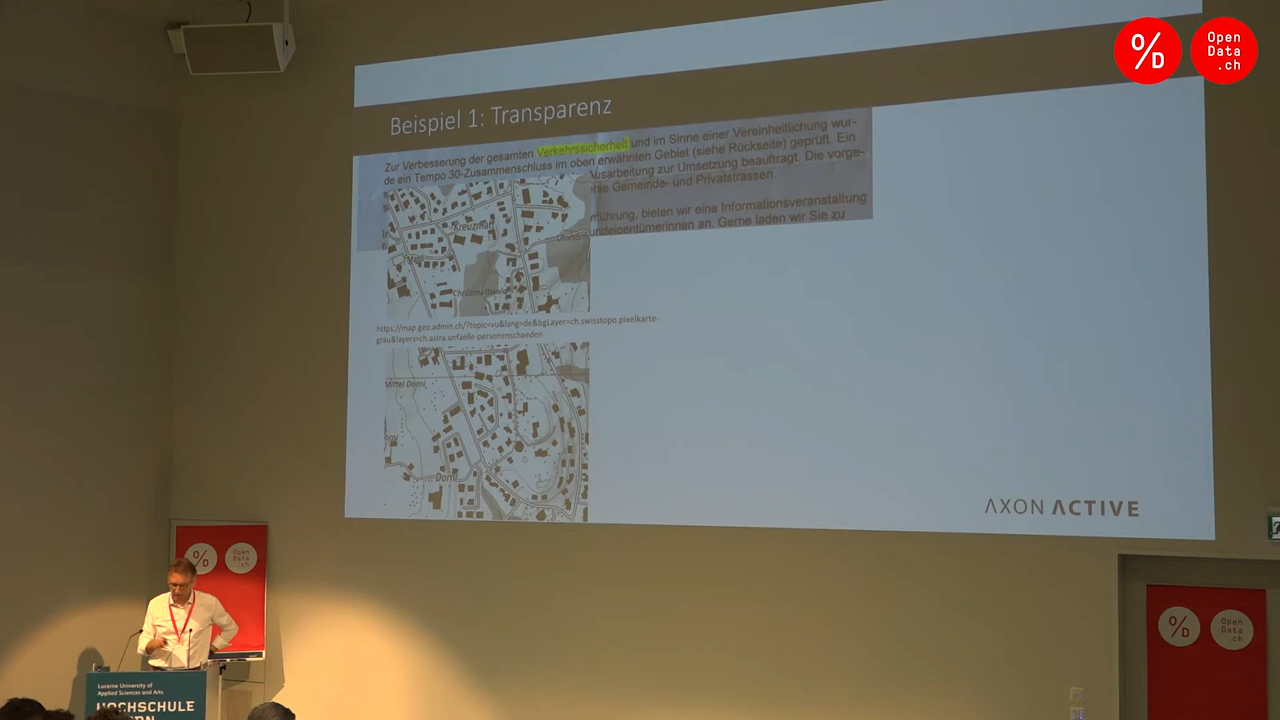 O/D
Open
Data
.ch
Beispiel 1: Transparenz
Zur Verbesserung der gesamten Verkehrssicherheit und im Sinne einer Vereinheitlichung wur-
de ein Tempo 30-Zusammenschluss im oben erwähnten Gebiet (siehe Rückseite) geprüft. Ein
Ausarbeitung zur Umsetzung beauftragt. Die vorge-
Gemeinde- und Privatstrassen.
bieten wir eine Informationsveranstaltung
an. Gerne laden wir Sie zu
Kreuzmatt
https://map.geo.admin.ch/?topic=vu&lang=de&bgLayer=ch.swisstopo.pixelkarte-
grau&layers=ch.astra.unfaelle-personenschaeden
Mittel Dorni
Dorni
AXON ACTIVE
O/D
Open
Data
.ch
O/D
Open
Data
.ch
Lucerne University of
Applied Sciences and Arts
HOCHSCHULE